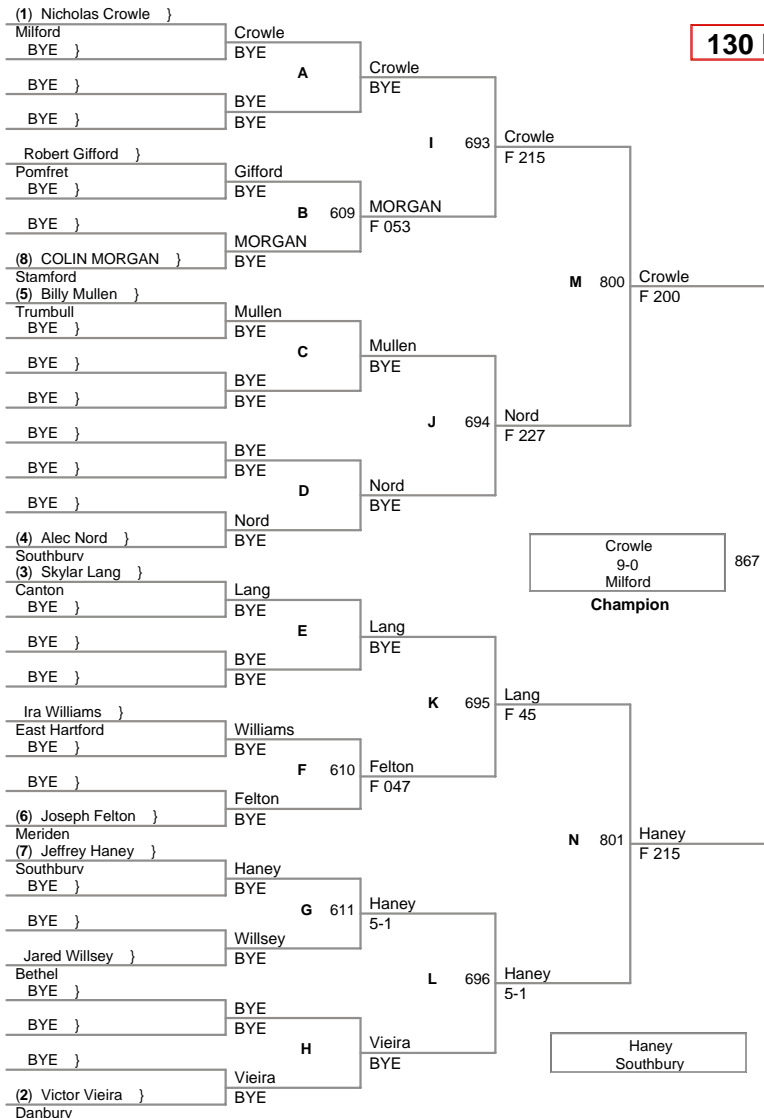 (1) Nicholas Crowle }
Milford
BYE }
BYE }
BYE }
Robert Gifford }
Pomfret
BYE }
BYE }
(8) COLIN MORGAN }
Stamford
(5) Billy Mullen }
Trumbull
BYE }
BYE }
BYE }
BYE }
BYE }
BYE }
(4) Alec Nord }
Southbury
(3) Skylar Lang }
Canton
BYE }
BYE }
BYE }
Ira Williams }
East Hartford
BYE }
BYE }
(6) Joseph Felton }
Meriden
(7) Jeffrey Haney }
Southbury
BYE }
BYE }
Jared Willsey }
Bethel
BYE }
BYE }
BYE }
(2) Victor Vieira }
Danbury
Crowle
BYE
A
BYE
BYE
Gifford
BYE
B 609
MORGAN
BYE
Mullen
BYE
C
BYE
BYE
BYE
BYE
D
Nord
BYE
Lang
BYE
E
BYE
BYE
Williams
BYE
F 610
Felton
BYE
Haney
BYE
G 611
Willsey
BYE
BYE
BYE
H
Vieira
BYE
Crowle
BYE
I 693
MORGAN
F 053
Mullen
BYE
J 694
Nord
BYE
Lang
BYE
K 695
Felton
F 047
Haney
5-1
L 696
Vieira
BYE
Crowle
F 215
M 800
Nord
F 227
Lang
F 45
N 801
Haney
5-1
130
Crowle
F 200
Crowle
9-0
Milford
867
Champion
Haney
F 215
Haney
Southbury